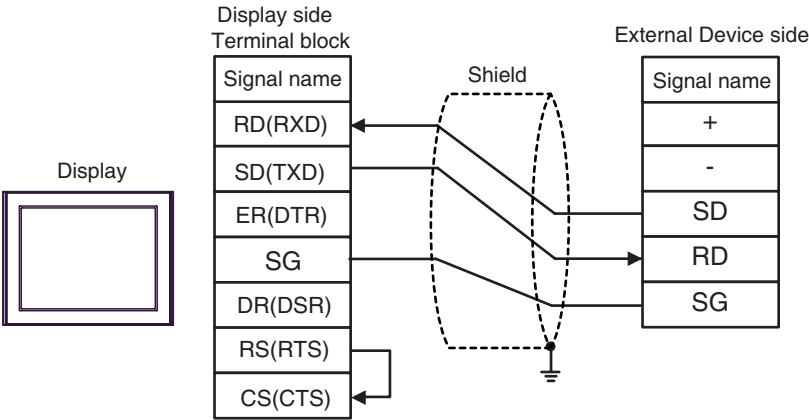 Display side
Terminal block
External Device side
Signal name
Shield
Signal name
RD(RXD)
+
Display
SD(TXD)
-
ER(DTR)
SD
SG
RD
DR(DSR)
SG
RS(RTS)
CS(CTS)